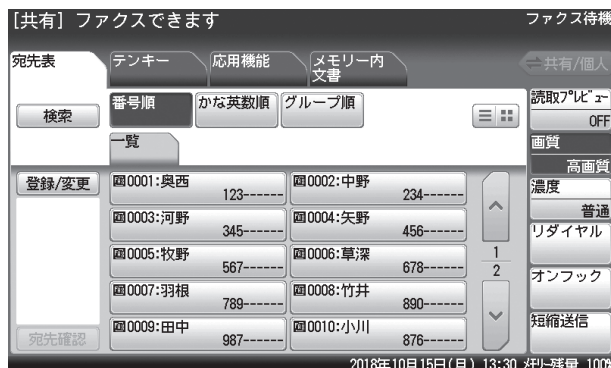 [共有] ファクスできます
ファクス待機
宛先表
テンキー
応用機能
メモリー内
文書
共有/個人
検索
番号順
かな英数順
グループ順
読取プレビュー
OFF
一覧
画質
高画質
登録/変更
0001:奥西
123------
0002:中野
234------
濃度
普通
0003:河野
345------
0004:矢野
456------
リダイヤル
0005:牧野
567------
0006:草深
678------
1
2
オンフック
0007:羽根
789------
0008:竹井
890------
宛先確認
0009:田中
987------
0010:小川
876------
短縮送信
2018年10月15日(月) 13:30 メモリー残量 100%